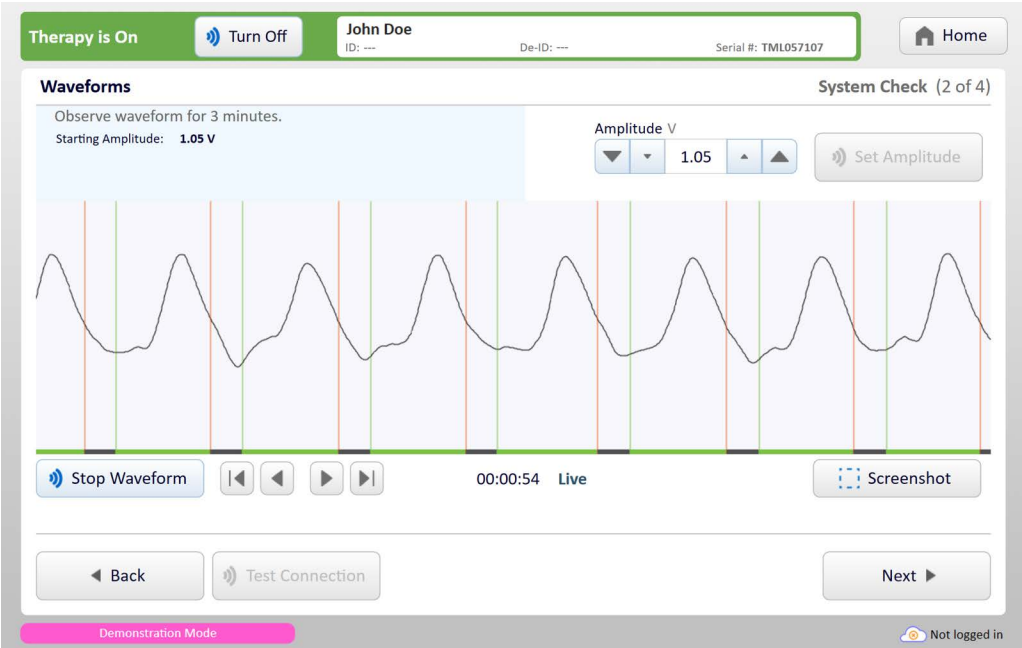 Therapy is On
Turn Off
John Doe
ID: ---
De-ID: ---
Serial #: TML057107
Home
Waveforms
System Check (2 of 4)
Observe waveform for 3 minutes.
Starting Amplitude: 1.05 V
Amplitude V
1.05
Set Amplitude
Stop Waveform
00:00:54 Live
Screenshot
Back
Test Connection
Next
Demonstration Mode
Not logged in